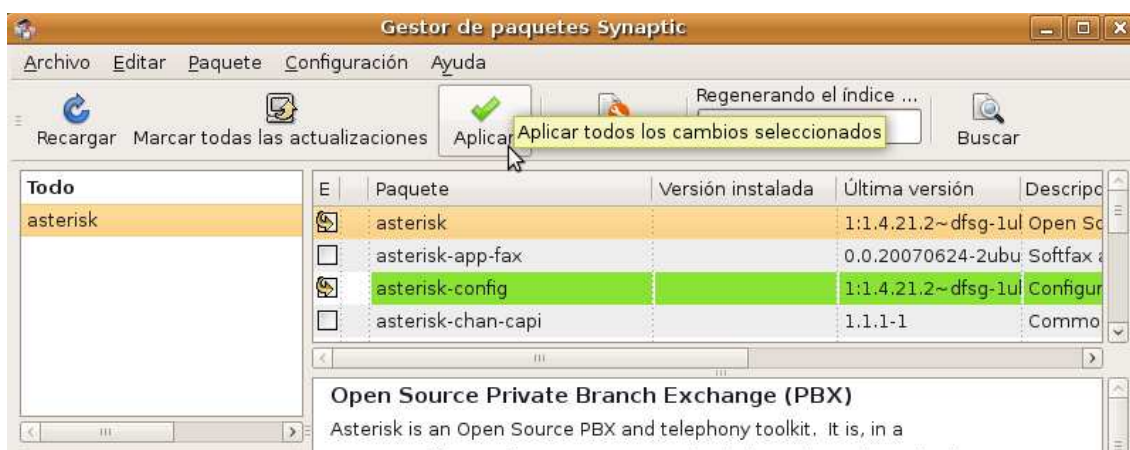 Gestor de paquetes Synaptic
Archivo Editar Paquete Configuración Ayuda
Regenerando el índice ...
Recargar Marcar todas las actualizaciones Aplicar Aplicar todos los cambios seleccionados Buscar
Todo
asterisk
E Paquete Versión instalada Última versión Descripc
asterisk 1:1.4.21.2~dfsg-1ul Open So
asterisk-app-fax 0.0.20070624-2ubu Softfax a
asterisk-config 1:1.4.21.2~dfsg-1ul Configur
asterisk-chan-capi 1.1.1-1 Commo
Open Source Private Branch Exchange (PBX)
Asterisk is an Open Source PBX and telephony toolkit. It is, in a